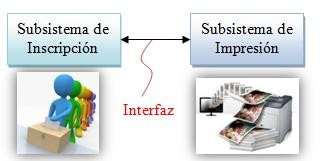 Subsistema de
Inscripción
Subsistema de
Impresión
Interfaz